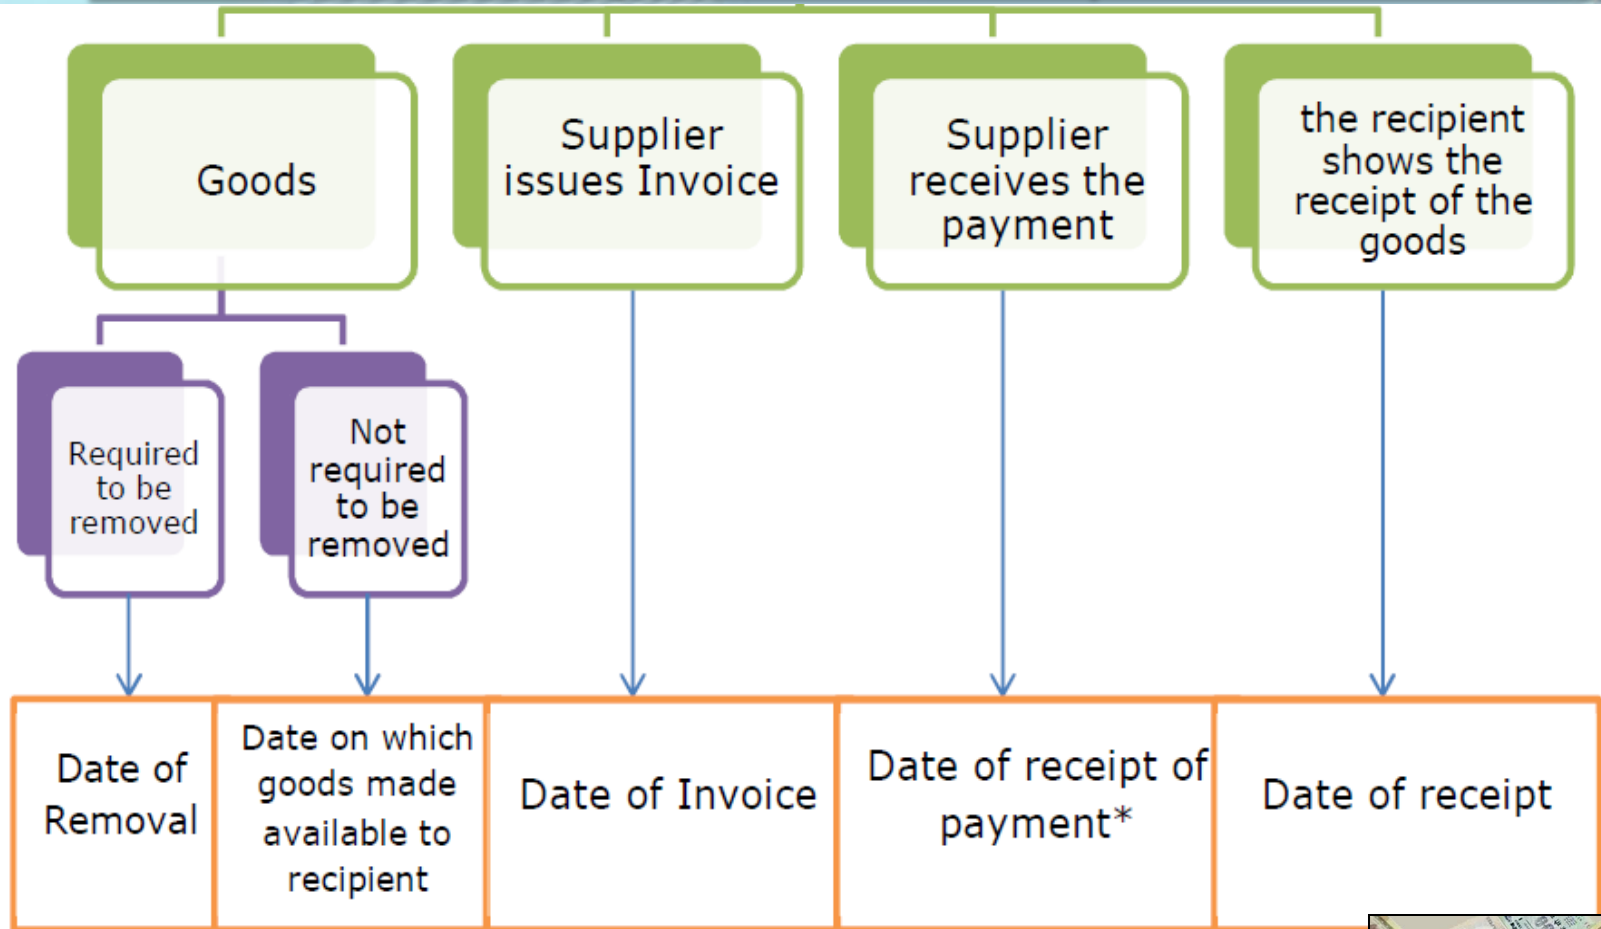 Goods
Supplier
issues Invoice
Supplier
receives the
payment
the recipient
shows the
receipt of the
goods
Required
to be
removed
Not
required
to be
removed
Date of
Removal
Date on which
goods made
available to
recipient
Date of Invoice
Date of receipt of
payment*
Date of receipt